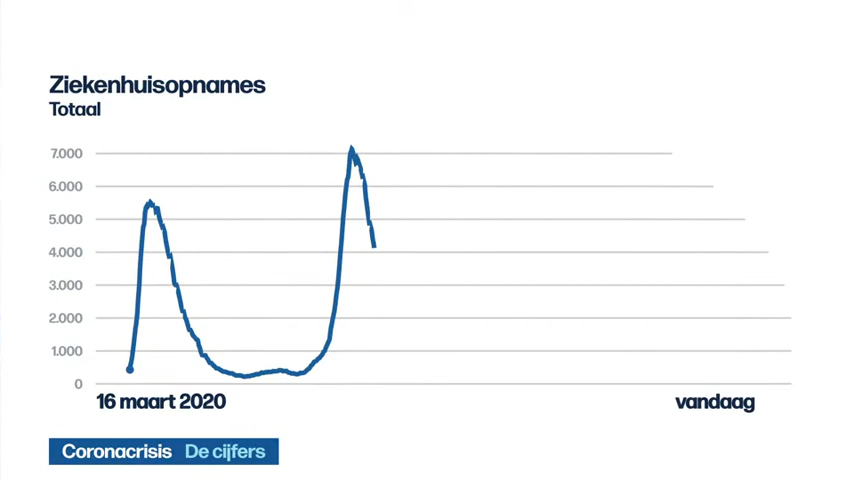 Ziekenhuisopnames
Totaal
7.000
6.000
5.000
4.000
3.000
2.000
1.000
0
16 maart 2020 vandaag
Coronacrisis De cijfers